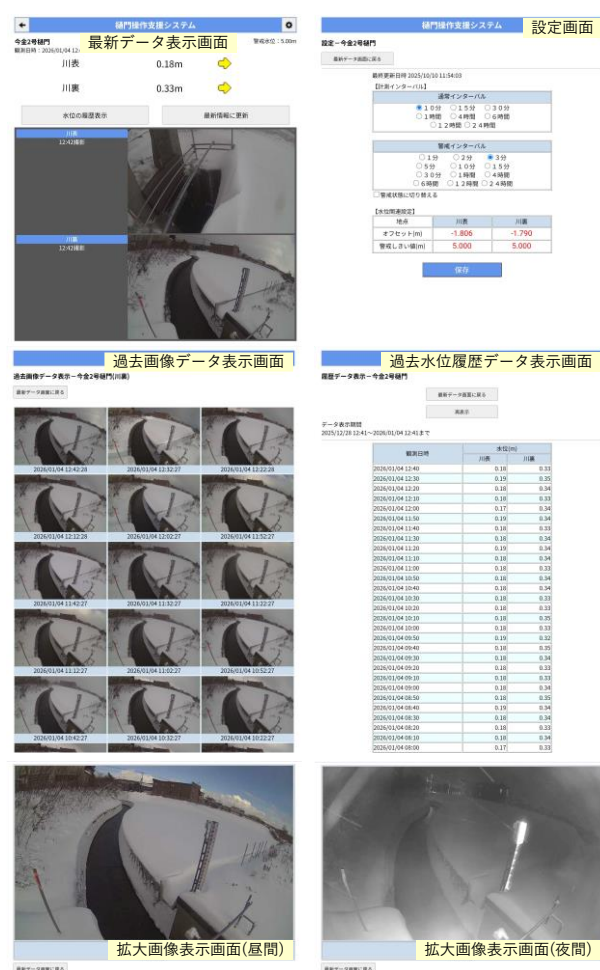 樋門操作支援システム
最新データ表示画面
今金2号樋門
警戒水位：5.00m
川表 0.18m
川裏 0.33m
水位の履歴表示 最新情報に更新
川表
12:42撮影
川裏
12:42撮影
樋門操作支援システム
設定画面
設定－今金2号樋門
最新データ画面に戻る
最終更新日時 2025/10/10 11:54:03
【計測インターバル】
通常インターバル
10分 15分 30分
1時間 4時間 6時間
12時間 24時間
警戒インターバル
1分 2分 3分
5分 10分 15分
30分 1時間 4時間
6時間 12時間 24時間
警戒状態に切り替える
【水位関連設定】
地点 川表 川裏
オフセット(m) -1.806 -1.790
警戒しきい値(m) 5.000 5.000
保存
過去画像データ表示画面
過去画像データ表示－今金2号樋門(川裏)
最新データ画面に戻る
2026/01/04 12:42:28 2026/01/04 12:32:27 2026/01/04 12:22:28
2026/01/04 12:12:28 2026/01/04 12:02:27 2026/01/04 11:52:27
2026/01/04 11:42:27 2026/01/04 11:32:27 2026/01/04 11:22:27
2026/01/04 11:12:27 2026/01/04 11:02:27 2026/01/04 10:52:27
2026/01/04 10:42:27 2026/01/04 10:32:27 2026/01/04 10:22:27
過去水位履歴データ表示画面
履歴データ表示－今金2号樋門
最新データ画面に戻る
再表示
データ表示期間
2025/12/28 12:41～2026/01/04 12:41まで
観測日時 水位[m]
川表 川裏
2026/01/04 12:40 0.18 0.33
2026/01/04 12:30 0.19 0.35
2026/01/04 12:20 0.18 0.34
2026/01/04 12:10 0.18 0.33
2026/01/04 12:00 0.17 0.34
2026/01/04 11:50 0.19 0.34
2026/01/04 11:40 0.18 0.33
2026/01/04 11:30 0.18 0.34
2026/01/04 11:20 0.19 0.34
2026/01/04 11:10 0.18 0.34
2026/01/04 11:00 0.18 0.33
2026/01/04 10:50 0.18 0.34
2026/01/04 10:40 0.18 0.34
2026/01/04 10:30 0.18 0.33
2026/01/04 10:20 0.18 0.33
2026/01/04 10:10 0.18 0.35
2026/01/04 10:00 0.18 0.33
2026/01/04 09:50 0.19 0.32
2026/01/04 09:40 0.18 0.35
2026/01/04 09:30 0.18 0.34
2026/01/04 09:20 0.18 0.33
2026/01/04 09:10 0.18 0.33
2026/01/04 09:00 0.18 0.34
2026/01/04 08:50 0.18 0.35
2026/01/04 08:40 0.19 0.34
2026/01/04 08:30 0.18 0.34
2026/01/04 08:20 0.18 0.33
2026/01/04 08:10 0.18 0.34
2026/01/04 08:00 0.17 0.33
拡大画像表示画面(昼間)
最新データ画面に戻る
拡大画像表示画面(夜間)
最新データ画面に戻る